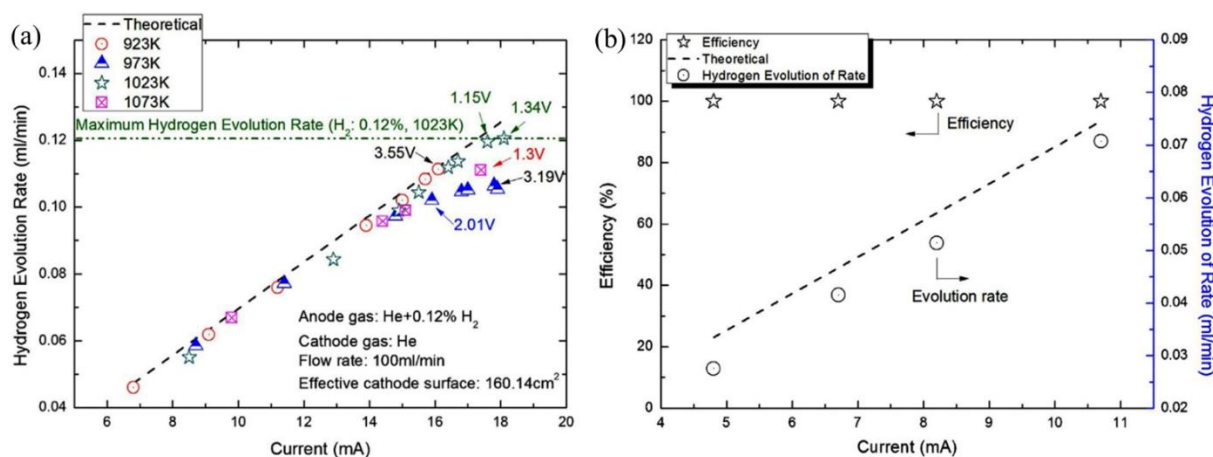 (a)
Theoretical
923K
973K
1023K
1073K
Maximum Hydrogen Evolution Rate (H2: 0.12%, 1023K)
1.15V
1.34V
3.55V
1.3V
3.19V
2.01V
Anode gas: He+0.12% H2
Cathode gas: He
Flow rate: 100ml/min
Effective cathode surface: 160.14cm²
Hydrogen Evolution Rate (ml/min)
0.14
0.12
0.10
0.08
0.06
0.04
6 8 10 12 14 16 18 20
Current (mA)
(b)
Efficiency
Theoretical
Hydrogen Evolution of Rate
Efficiency
Evolution rate
Efficiency (%)
120
100
80
60
40
20
0
4 5 6 7 8 9 10 11
Current (mA)
0.09
0.08
0.07
0.06
0.05
0.04
0.03
0.02
Hydrogen Evolution of Rate (ml/min)